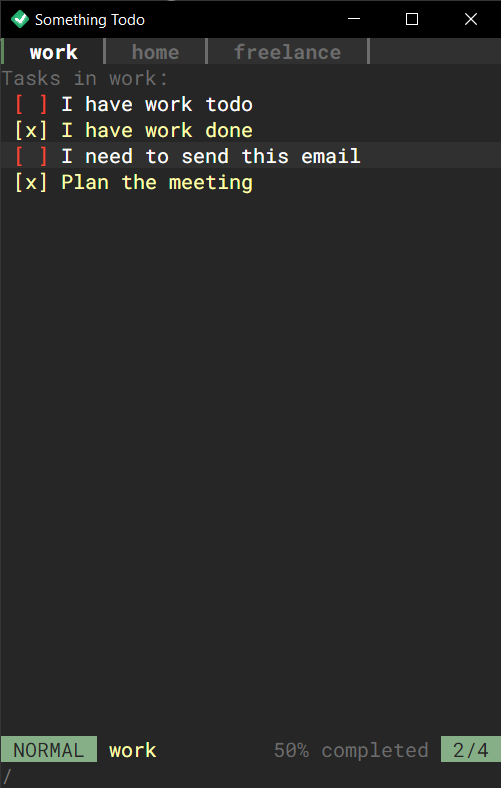 Something Todo
work home freelance
Tasks in work:
[ ] I have work todo
[x] I have work done
[ ] I need to send this email
[x] Plan the meeting
NORMAL work 50% completed 2/4
/